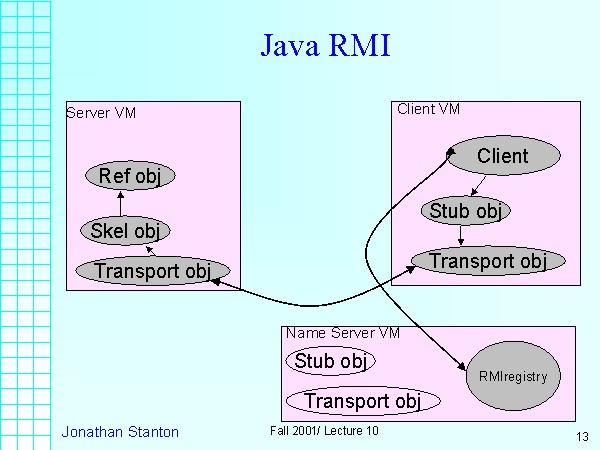 Java RMI
Server VM
Client VM
Client
Ref obj
Stub obj
Skel obj
Transport obj
Transport obj
Name Server VM
Stub obj
RMIregistry
Transport obj
Jonathan Stanton
Fall 2001/ Lecture 10
13